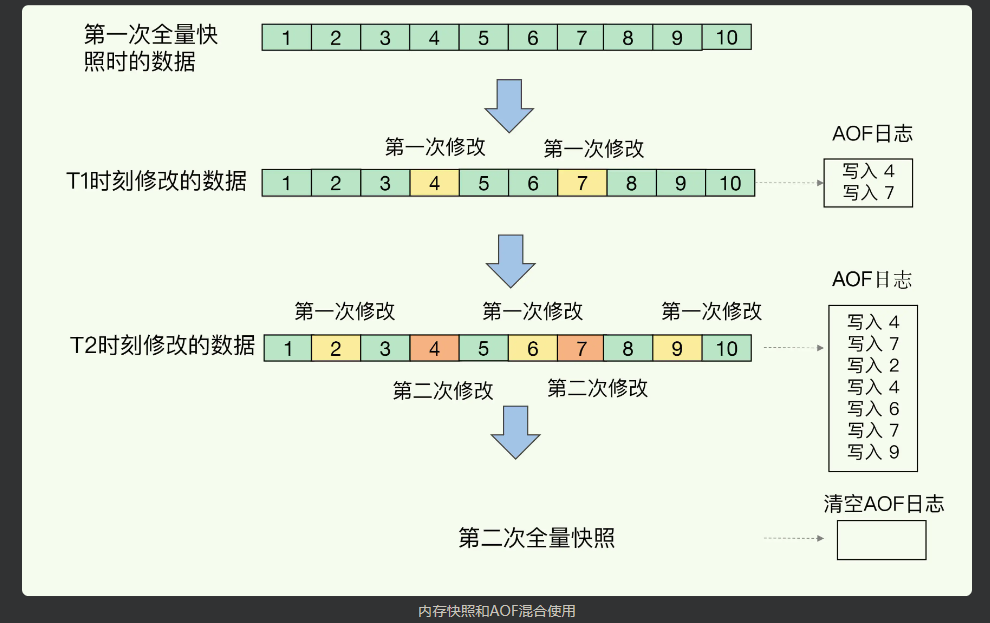 第一次全量快
照时的数据
1 2 3 4 5 6 7 8 9 10
第一次修改 第一次修改
AOF日志
T1时刻修改的数据
1 2 3 4 5 6 7 8 9 10
写入 4
写入 7
AOF日志
第一次修改 第一次修改 第一次修改
T2时刻修改的数据
1 2 3 4 5 6 7 8 9 10
第二次修改 第二次修改
写入 4
写入 7
写入 2
写入 4
写入 6
写入 7
写入 9
清空AOF日志
第二次全量快照
内存快照和AOF混合使用